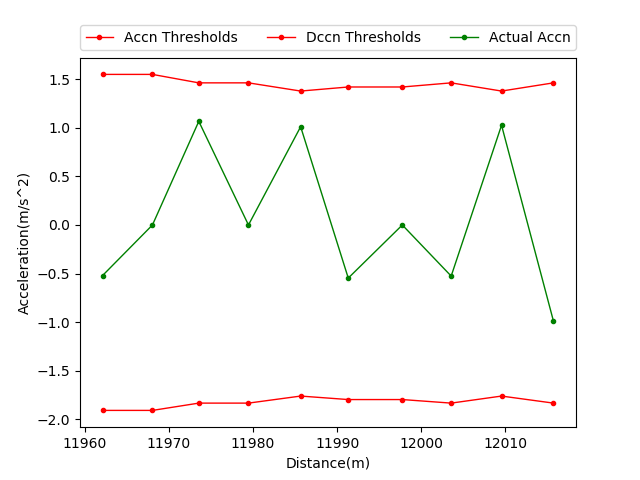 Accn Thresholds Dccn Thresholds Actual Accn
1.5
1.0
0.5
0.0
−0.5
−1.0
−1.5
−2.0
Acceleration(m/s^2)
11960 11970 11980 11990 12000 12010
Distance(m)